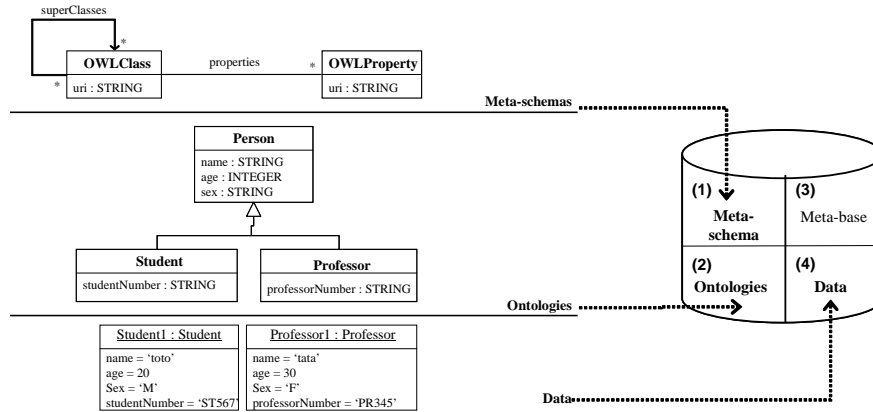 superClasses
*
OWLClass
properties
*
OWLProperty
*
uri : STRING
uri : STRING
Meta-schemas
Person
name : STRING
age : INTEGER
sex : STRING
(1)
(3)
Meta-
schema
Meta-base
Student
studentNumber : STRING
Professor
professorNumber : STRING
(2)
(4)
Ontologies
Data
Ontologies
Student1 : Student
name = ‘toto’
age = 20
Sex = ‘M’
studentNumber = ‘ST567’
Professor1 : Professor
name = ‘tata’
age = 30
Sex = ‘F’
professorNumber = ‘PR345’
Data